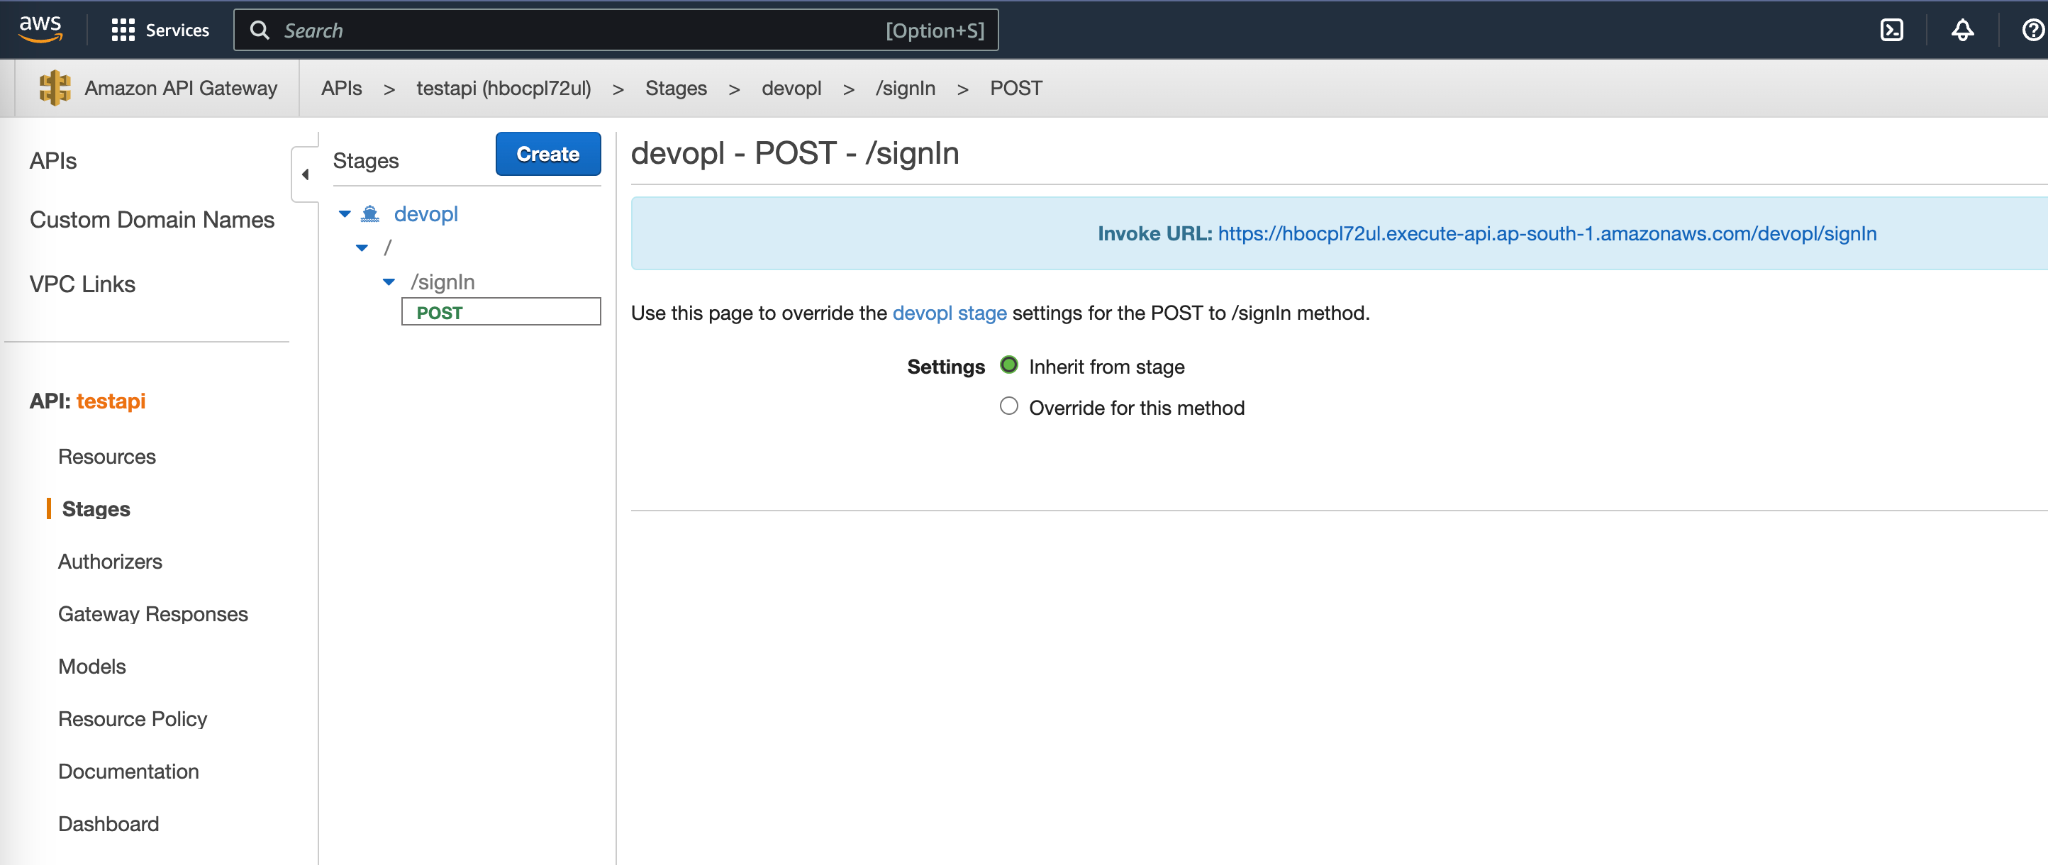 aws
Services
Search
[Option+S]
Amazon API Gateway
APIs > testapi (hbocpl72ul) > Stages > devopl > /signIn > POST
APIs
Custom Domain Names
VPC Links
API: testapi
Resources
Stages
Authorizers
Gateway Responses
Models
Resource Policy
Documentation
Dashboard
Stages
Create
devopl
/
/signIn
POST
devopl - POST - /signIn
Invoke URL: https://hbocpl72ul.execute-api.ap-south-1.amazonaws.com/devopl/signIn
Use this page to override the devopl stage settings for the POST to /signIn method.
Settings
Inherit from stage
Override for this method